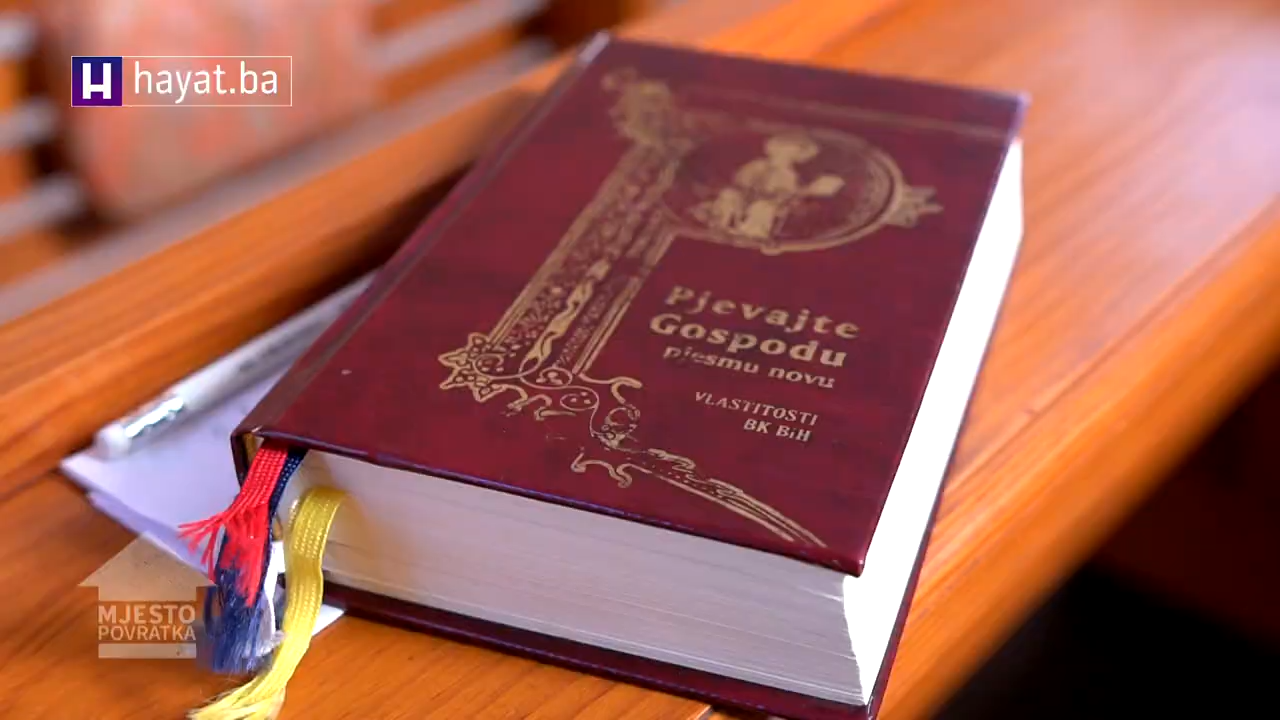 H hayat.ba
Pjevajte
Gospodu
pjesmu novu
VLASTITOSTI
BK BiH
MJESTO
POVRATKA